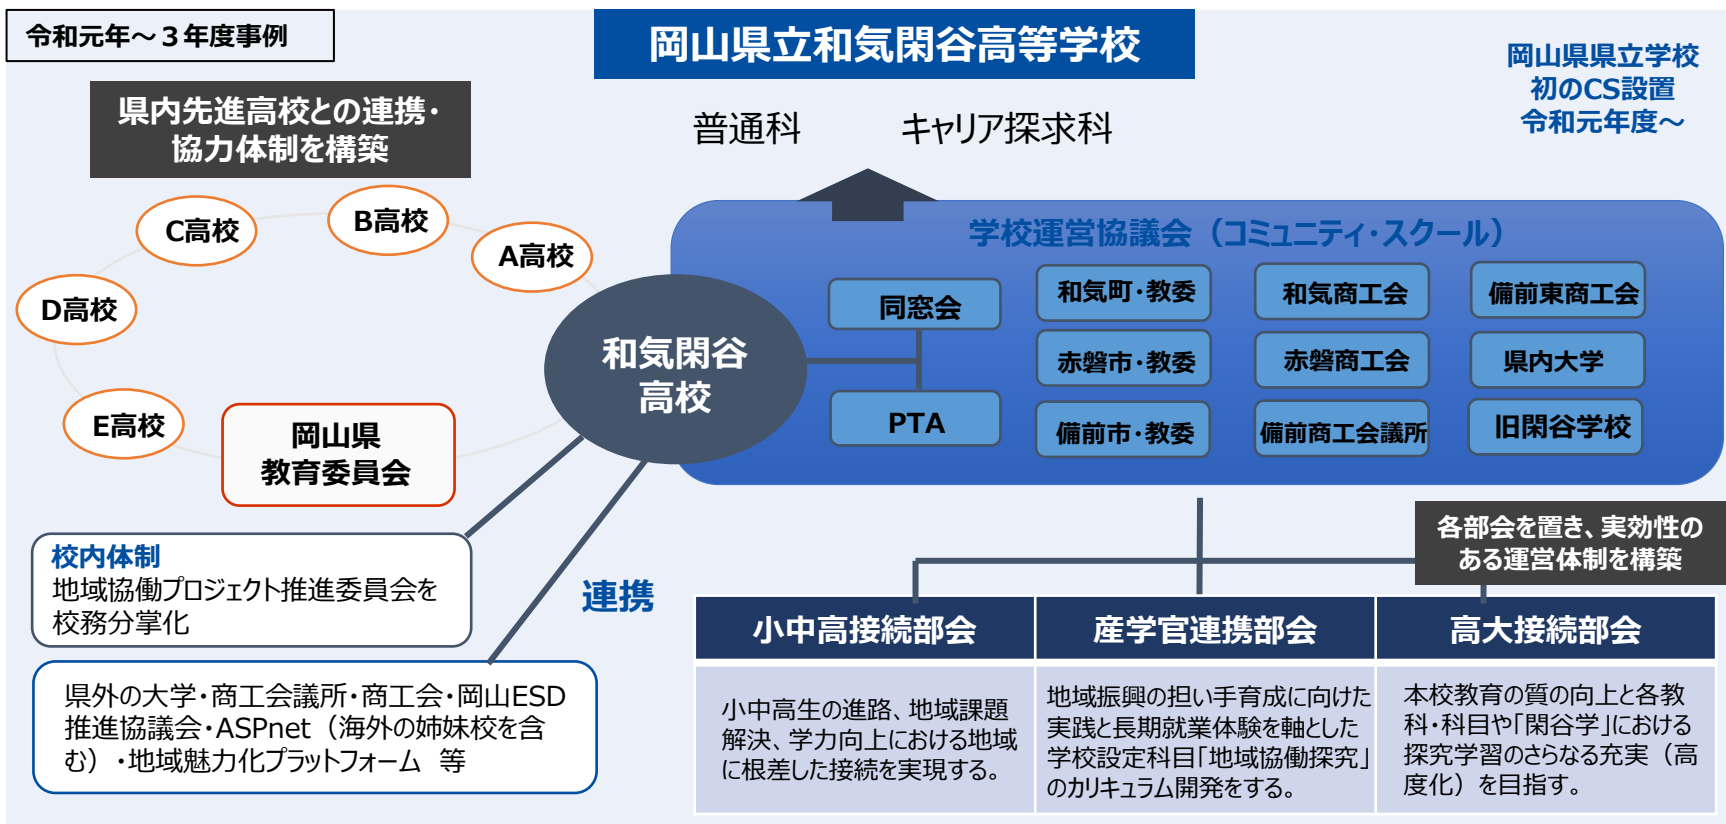 令和元年～３年度事例
岡山県立和気閑谷高等学校
岡山県県立学校
初のCS設置
令和元年度～
県内先進高校との連携・
協力体制を構築
普通科
キャリア探求科
A高校
B高校
C高校
D高校
E高校
岡山県
教育委員会
和気閑谷
高校
学校運営協議会（コミュニティ・スクール）
同窓会
PTA
和気町・教委
和気商工会
備前東商工会
赤磐市・教委
赤磐商工会
県内大学
備前市・教委
備前商工会議所
旧閑谷学校
校内体制
地域協働プロジェクト推進委員会を
校務分掌化
連携
県外の大学・商工会議所・商工会・岡山ESD
推進協議会・ASPnet（海外の姉妹校を含
む）・地域魅力化プラットフォーム　等
各部会を置き、実効性の
ある運営体制を構築
小中高接続部会
小中高生の進路、地域課題
解決、学力向上における地域
に根差した接続を実現する。
産学官連携部会
地域振興の担い手育成に向けた
実践と長期就業体験を軸とした
学校設定科目「地域協働探究」
のカリキュラム開発をする。
高大接続部会
本校教育の質の向上と各教
科・科目や「閑谷学」における
探究学習のさらなる充実（高
度化）を目指す。